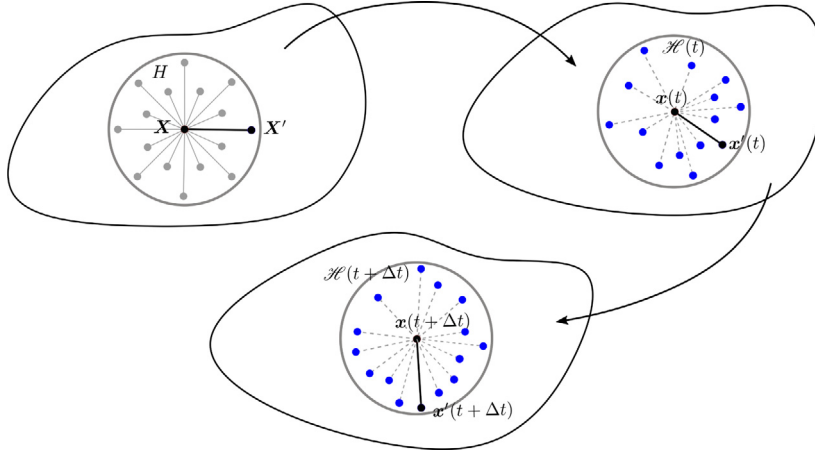 H
X
X′
ℋ(t)
x(t)
x′(t)
ℋ(t + Δt)
x(t + Δt)
x′(t + Δt)